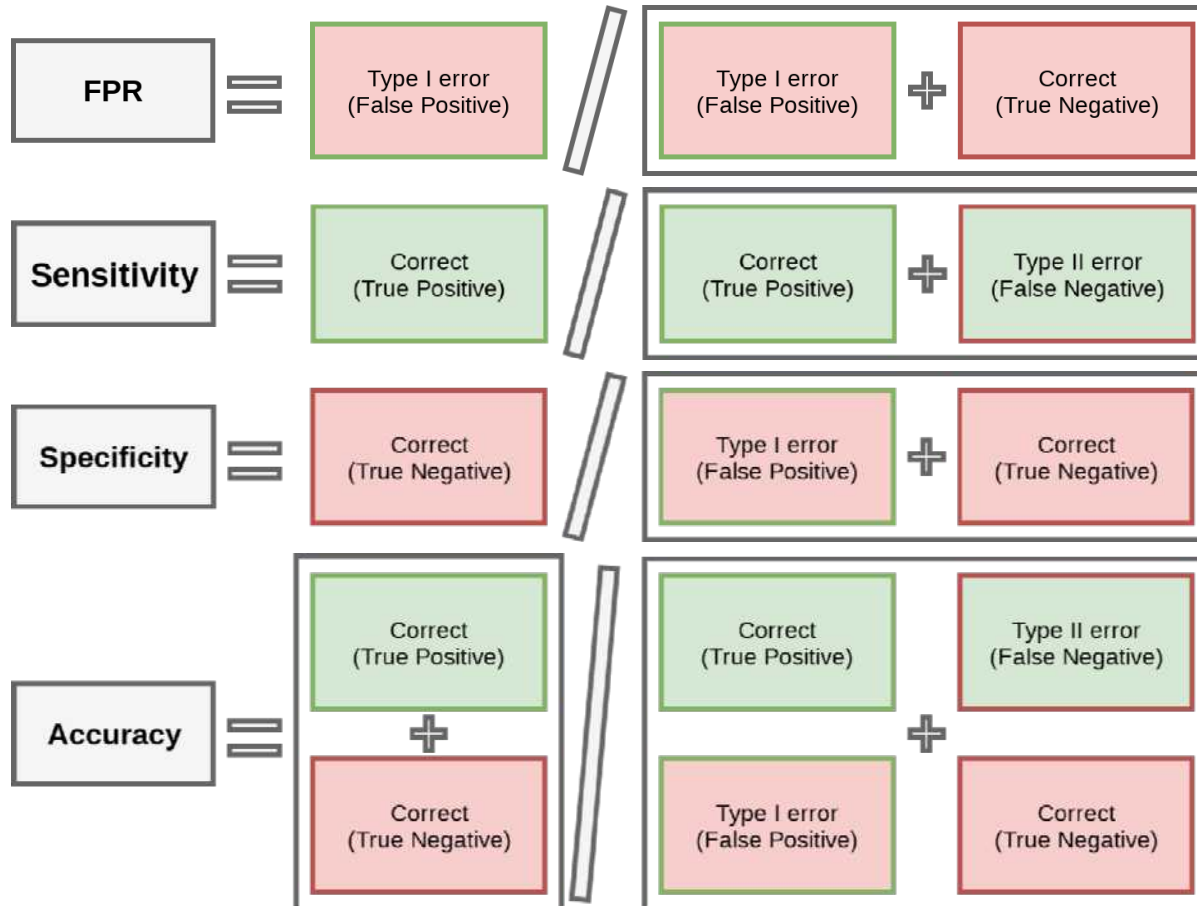 FPR
Type I error
(False Positive)
Type I error
(False Positive)
Correct
(True Negative)
Sensitivity
Correct
(True Positive)
Correct
(True Positive)
Type II error
(False Negative)
Specificity
Correct
(True Negative)
Type I error
(False Positive)
Correct
(True Negative)
Accuracy
Correct
(True Positive)
Correct
(True Negative)
Correct
(True Positive)
Type II error
(False Negative)
Type I error
(False Positive)
Correct
(True Negative)